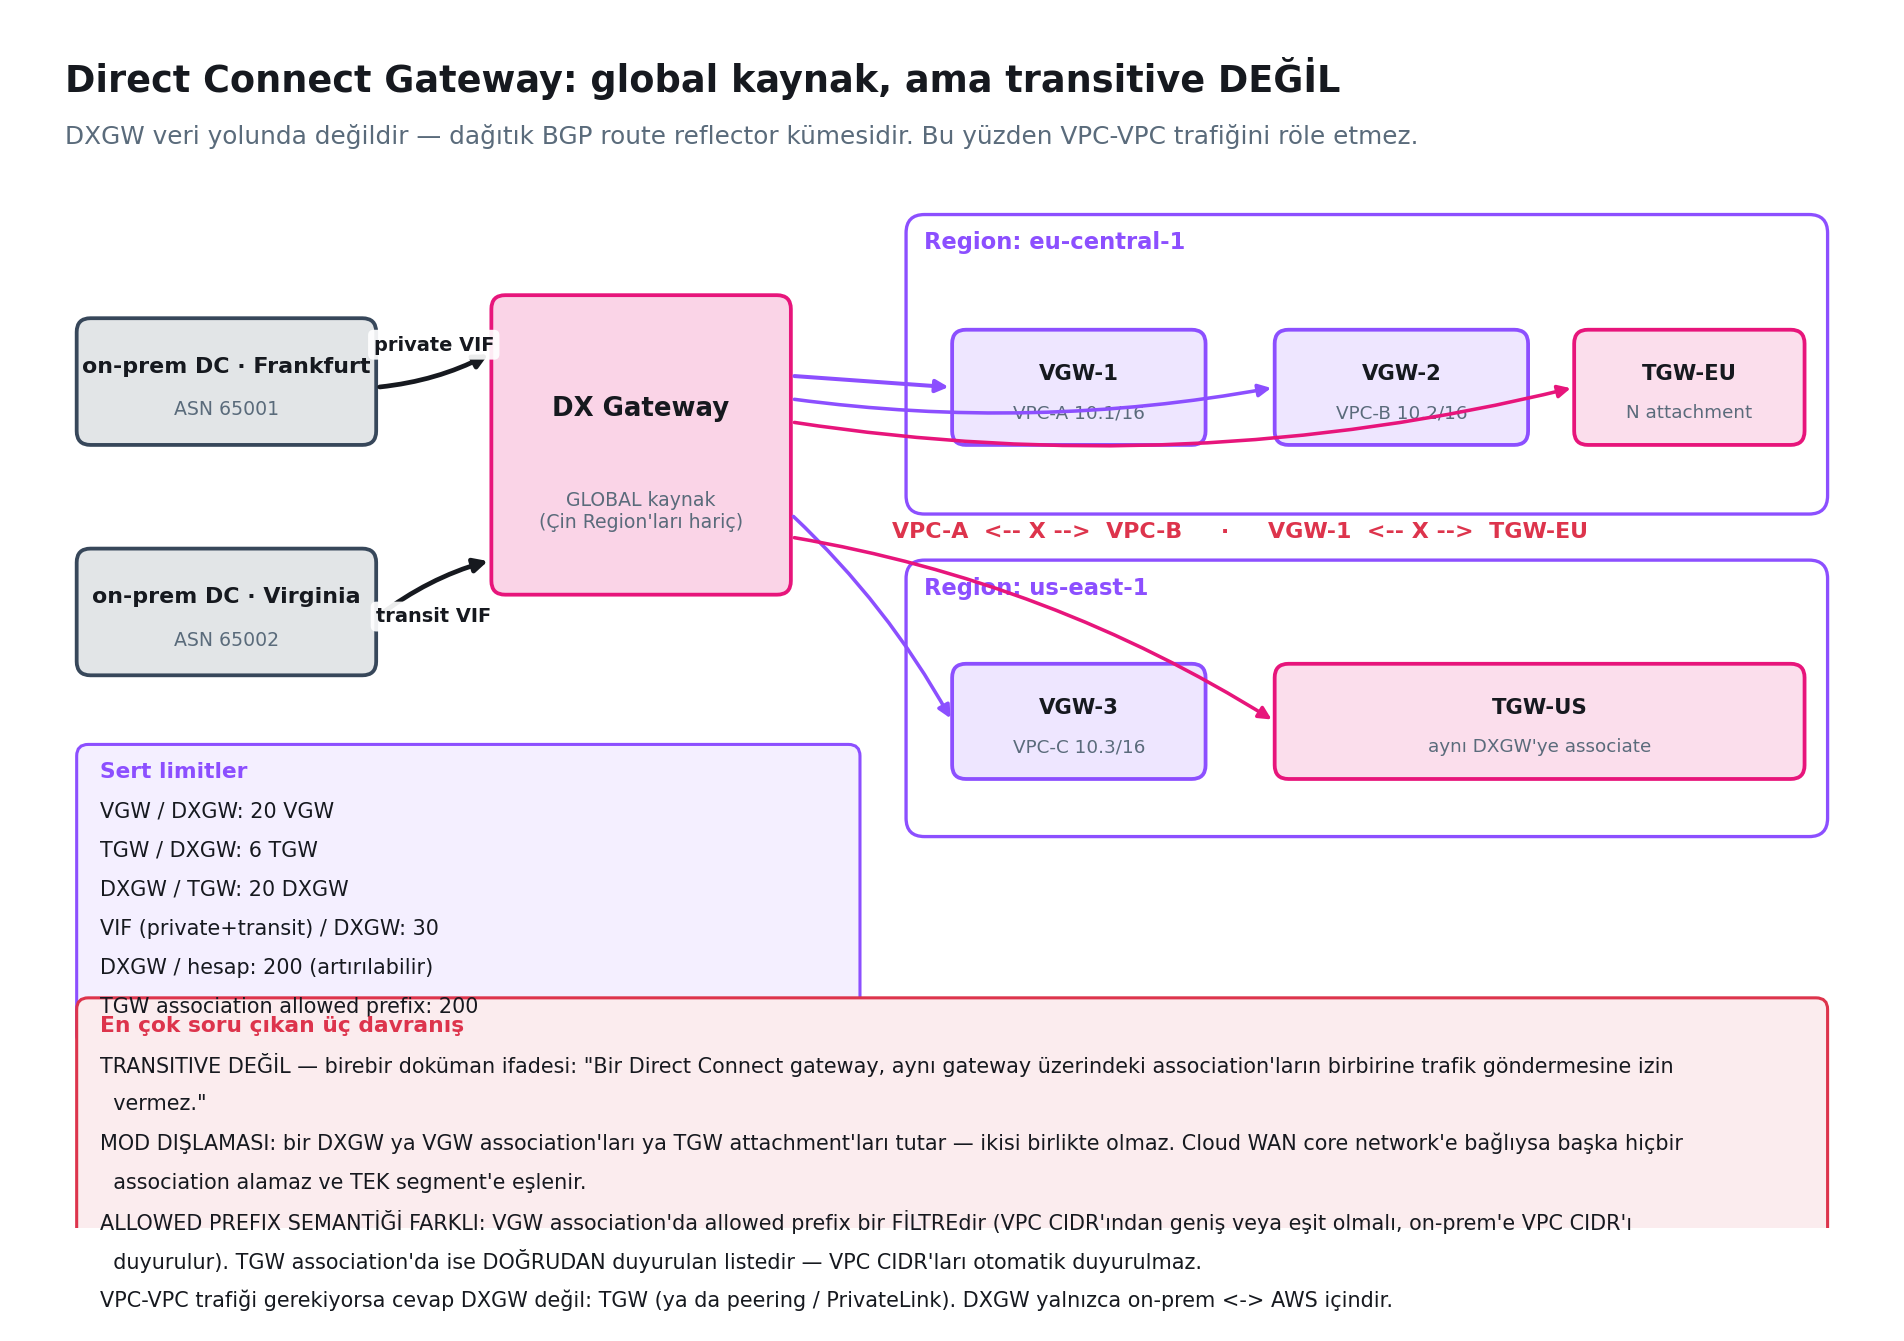 Direct Connect Gateway: global kaynak, ama transitive DEĞİL
DXGW veri yolunda değildir — dağıtık BGP route reflector kümesidir. Bu yüzden VPC-VPC trafiğini röle etmez.
Region: eu-central-1
on-prem DC · Frankfurt
ASN 65001
private VIF
DX Gateway
GLOBAL kaynak
(Çin Region'ları hariç)
VGW-1
VPC-A 10.1/16
VGW-2
VPC-B 10.2/16
TGW-EU
N attachment
VPC-A <-- X --> VPC-B · VGW-1 <-- X --> TGW-EU
on-prem DC · Virginia
ASN 65002
transit VIF
Region: us-east-1
VGW-3
VPC-C 10.3/16
TGW-US
aynı DXGW'ye associate
Sert limitler
VGW / DXGW: 20 VGW
TGW / DXGW: 6 TGW
DXGW / TGW: 20 DXGW
VIF (private+transit) / DXGW: 30
DXGW / hesap: 200 (artırılabilir)
TGW association allowed prefix: 200
En çok soru çıkan üç davranış
TRANSITIVE DEĞİL — birebir doküman ifadesi: "Bir Direct Connect gateway, aynı gateway üzerindeki association'ların birbirine trafik göndermesine izin
vermez."
MOD DIŞLAMASI: bir DXGW ya VGW association'ları ya TGW attachment'ları tutar — ikisi birlikte olmaz. Cloud WAN core network'e bağlıysa başka hiçbir
association alamaz ve TEK segment'e eşlenir.
ALLOWED PREFIX SEMANTİĞİ FARKLI: VGW association'da allowed prefix bir FİLTREdir (VPC CIDR'ından geniş veya eşit olmalı, on-prem'e VPC CIDR'ı
duyurulur). TGW association'da ise DOĞRUDAN duyurulan listedir — VPC CIDR'ları otomatik duyurulmaz.
VPC-VPC trafiği gerekiyorsa cevap DXGW değil: TGW (ya da peering / PrivateLink). DXGW yalnızca on-prem <-> AWS içindir.